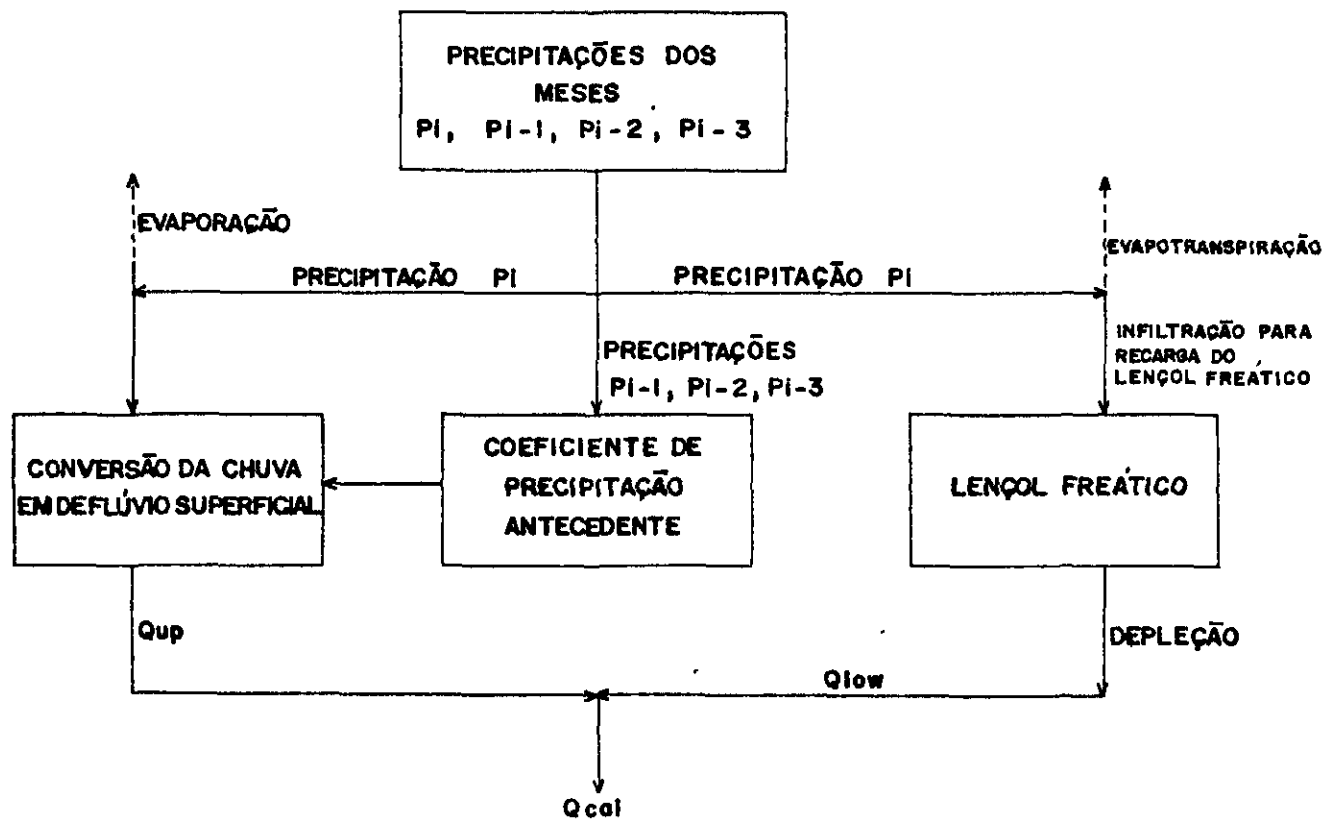 PRECIPITAÇÕES DOS
MESES
Pi, Pi-1, Pi-2, Pi-3
EVAPORAÇÃO
EVAPOTRANSPIRAÇÃO
PRECIPITAÇÃO Pi
PRECIPITAÇÃO Pi
INFILTRAÇÃO PARA
RECARGA DO
LENÇOL FREÁTICO
PRECIPITAÇÕES
Pi-1, Pi-2, Pi-3
CONVERSÃO DA CHUVA
EM DEFLÚVIO SUPERFICIAL
COEFICIENTE DE
PRECIPITAÇÃO
ANTECEDENTE
LENÇOL FREÁTICO
Qup
DEPLEÇÃO
Qlow
Qcal